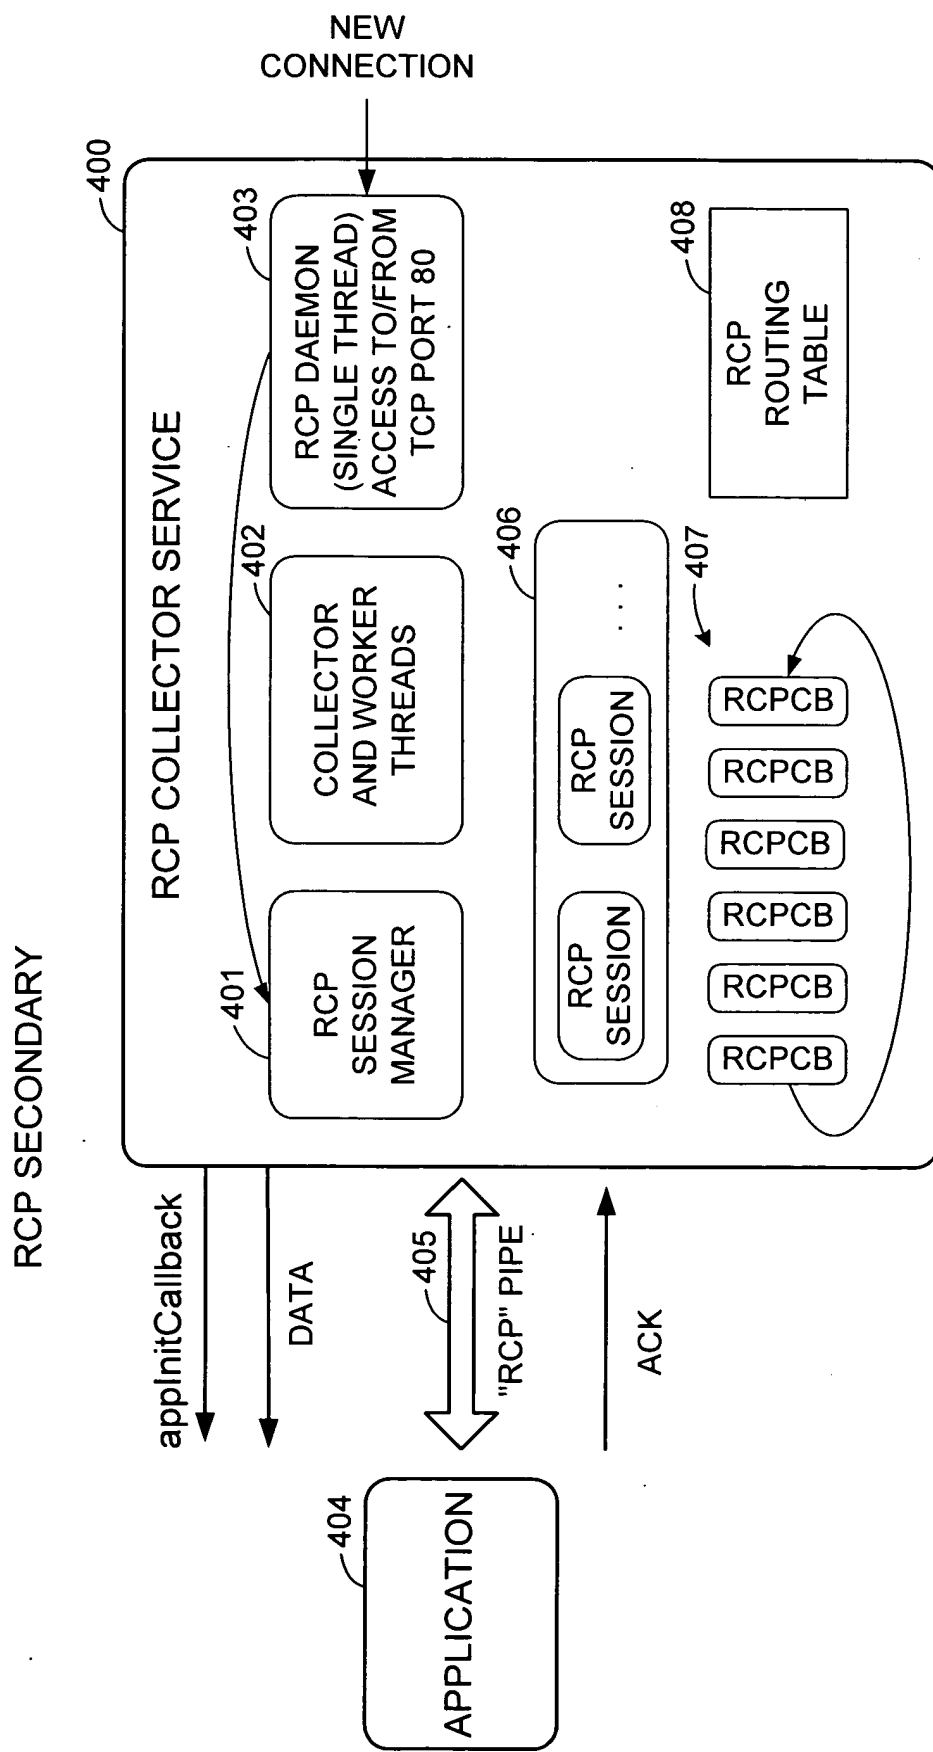 RCP SECONDARY
400
RCP COLLECTOR SERVICE
NEW
CONNECTION
appInitCallback
DATA
401
RCP
SESSION
MANAGER
402
COLLECTOR
AND WORKER
THREADS
403
RCP DAEMON
(SINGLE THREAD)
ACCESS TO/FROM
TCP PORT 80
404
APPLICATION
405
"RCP" PIPE
ACK
406
RCP
SESSION
RCP
SESSION
. . . .
407
RCPCB
RCPCB
RCPCB
RCPCB
RCPCB
RCPCB
408
RCP
ROUTING
TABLE